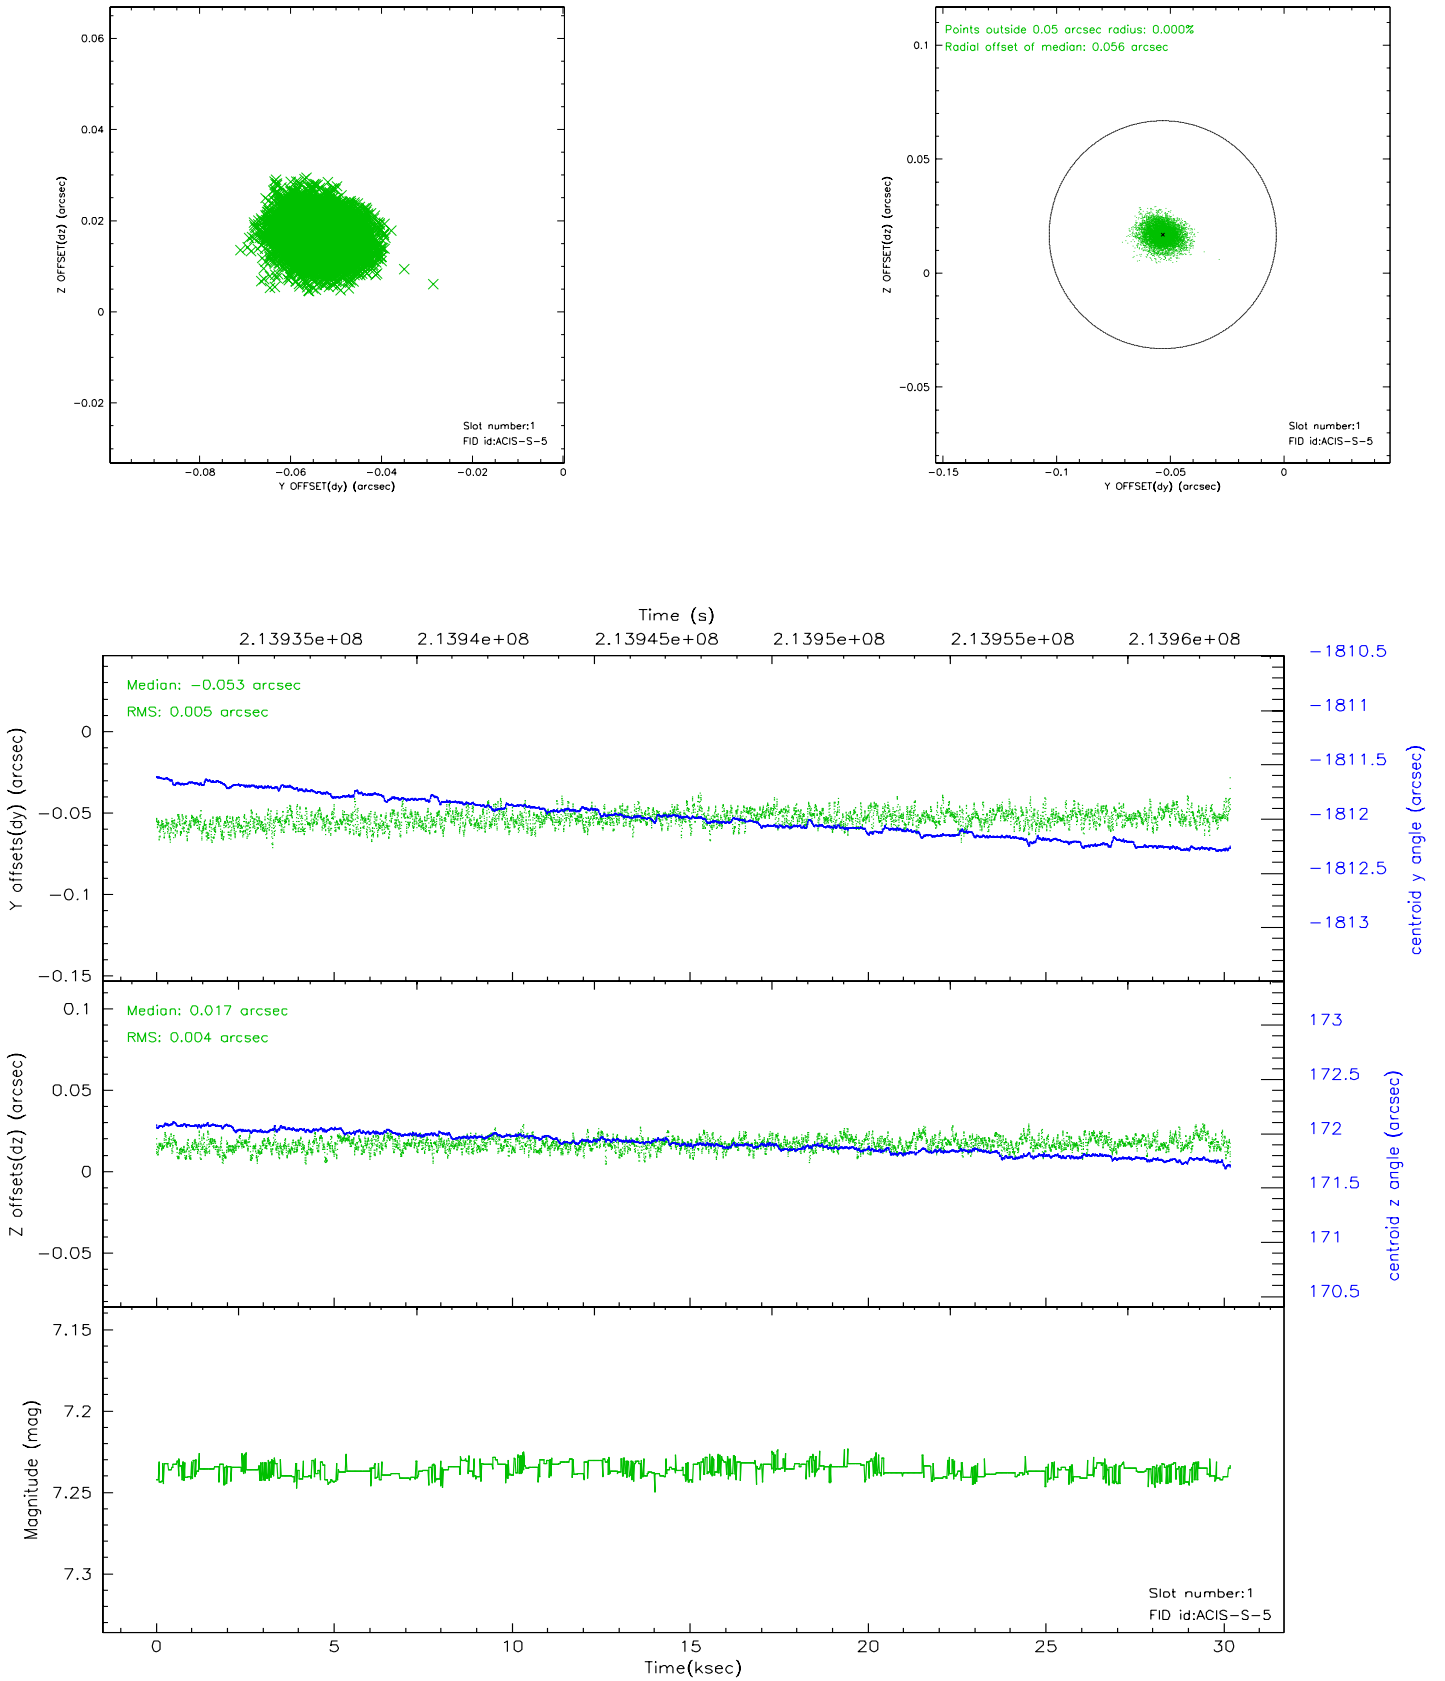 0.06
0.04
0.02
0
−0.02
Z OFFSET(dz) (arcsec)
Slot number:1
FID id:ACIS−S−5
−0.08 −0.06 −0.04 −0.02 0
Y OFFSET(dy) (arcsec)
Points outside 0.05 arcsec radius: 0.000%
Radial offset of median: 0.056 arcsec
0.1
0.05
0
−0.05
Z OFFSET(dz) (arcsec)
Slot number:1
FID id:ACIS−S−5
−0.15 −0.1 −0.05 0
Y OFFSET(dy) (arcsec)
Time (s)
2.13935e+08 2.1394e+08 2.13945e+08 2.1395e+08 2.13955e+08 2.1396e+08
Median: −0.053 arcsec
RMS: 0.005 arcsec
0
−0.05
−0.1
−0.15
Y offsets(dy) (arcsec)
−1810.5
−1811
−1811.5
−1812
−1812.5
−1813
centroid y angle (arcsec)
Median: 0.017 arcsec
RMS: 0.004 arcsec
0.1
0.05
0
−0.05
Z offsets(dz) (arcsec)
173
172.5
172
171.5
171
170.5
centroid z angle (arcsec)
7.15
7.2
7.25
7.3
Magnitude (mag)
Slot number:1
FID id:ACIS−S−5
0 5 10 15 20 25 30
Time(ksec)